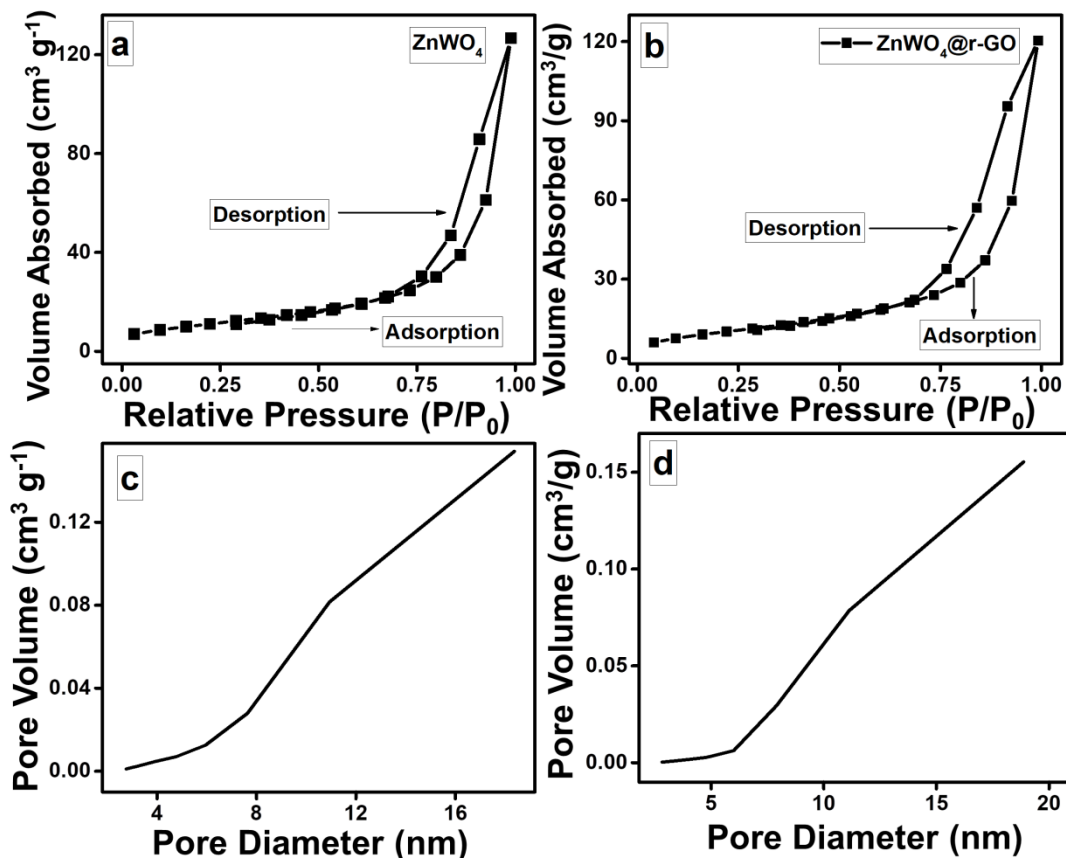 a
ZnWO₄
Volume Absorbed (cm³ g⁻¹)
120
80
40
0
Desorption
Adsorption
0.00 0.25 0.50 0.75 1.00
Relative Pressure (P/P₀)
b
ZnWO₄@r-GO
Volume Absorbed (cm³/g)
120
90
60
30
0
Desorption
Adsorption
0.00 0.25 0.50 0.75 1.00
Relative Pressure (P/P₀)
c
Pore Volume (cm³ g⁻¹)
0.12
0.08
0.04
0.00
4 8 12 16
Pore Diameter (nm)
d
Pore Volume (cm³/g)
0.15
0.10
0.05
0.00
5 10 15 20
Pore Diameter (nm)